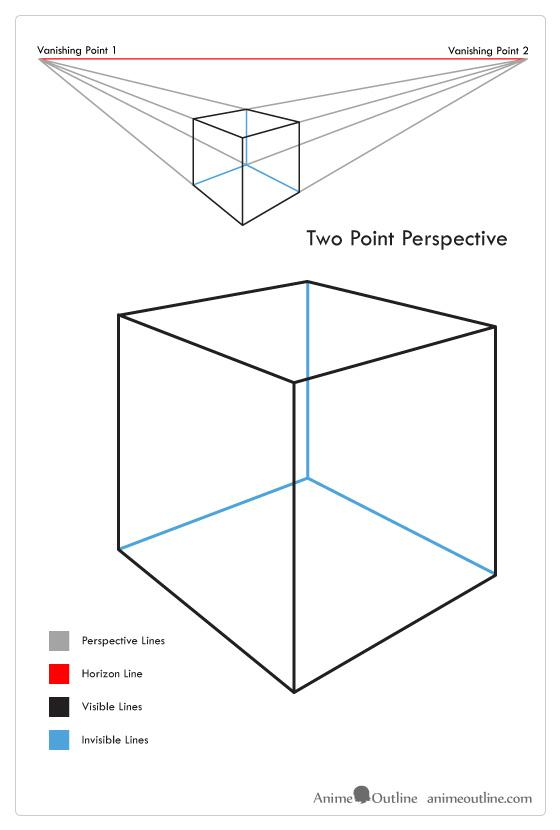 Vanishing Point 1
Vanishing Point 2
Two Point Perspective
Perspective Lines
Horizon Line
Visible Lines
Invisible Lines
Anime Outline animeoutline.com